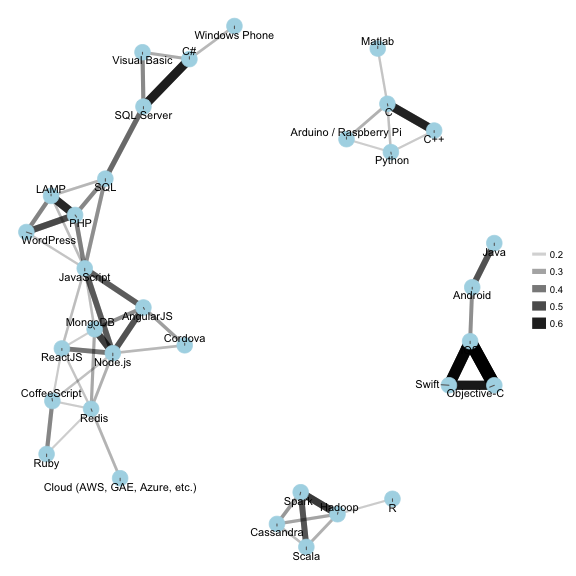 Windows Phone
C#
Visual Basic
SQL Server
Matlab
C
Arduino / Raspberry Pi
C++
Python
LAMP
SQL
PHP
WordPress
Java
JavaScript
Android
0.2
0.3
0.4
0.5
0.6
AngularJS
MongoDB
Cordova
ReactJS
Node.js
Swift
Objective-C
CoffeeScript
Redis
Ruby
Cloud (AWS, GAE, Azure, etc.)
Spark
Hadoop
R
Cassandra
Scala